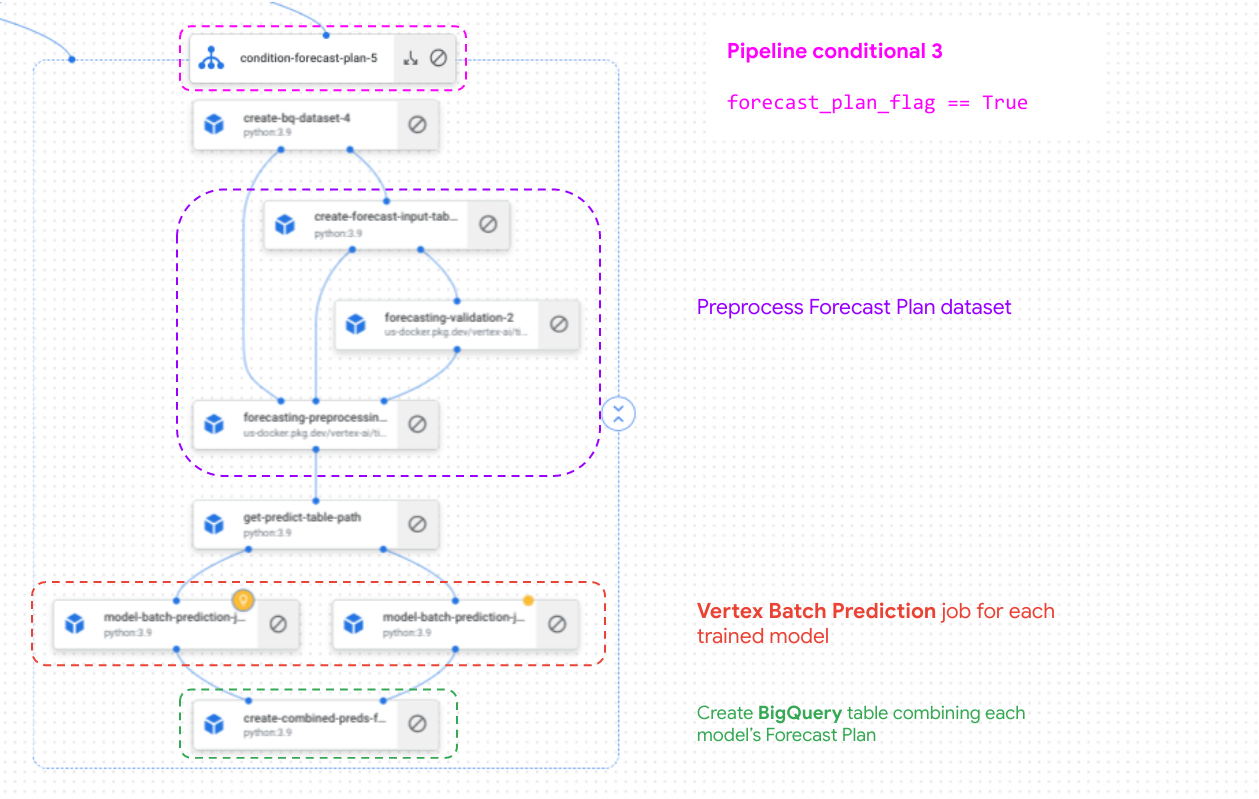 condition-forecast-plan-5
Pipeline conditional 3
forecast_plan_flag == True
create-bq-dataset-4
python:3.9
create-forecast-input-tab...
python:3.9
forecasting-validation-2
us-docker.pkg.dev/vertex-ai/ti...
Preprocess Forecast Plan dataset
forecasting-preprocessin...
us-docker.pkg.dev/vertex-ai/ti...
get-predict-table-path
python:3.9
model-batch-prediction-j...
python:3.9
model-batch-prediction-j...
python:3.9
Vertex Batch Prediction job for each
trained model
create-combined-preds-f...
python:3.9
Create BigQuery table combining each
model's Forecast Plan